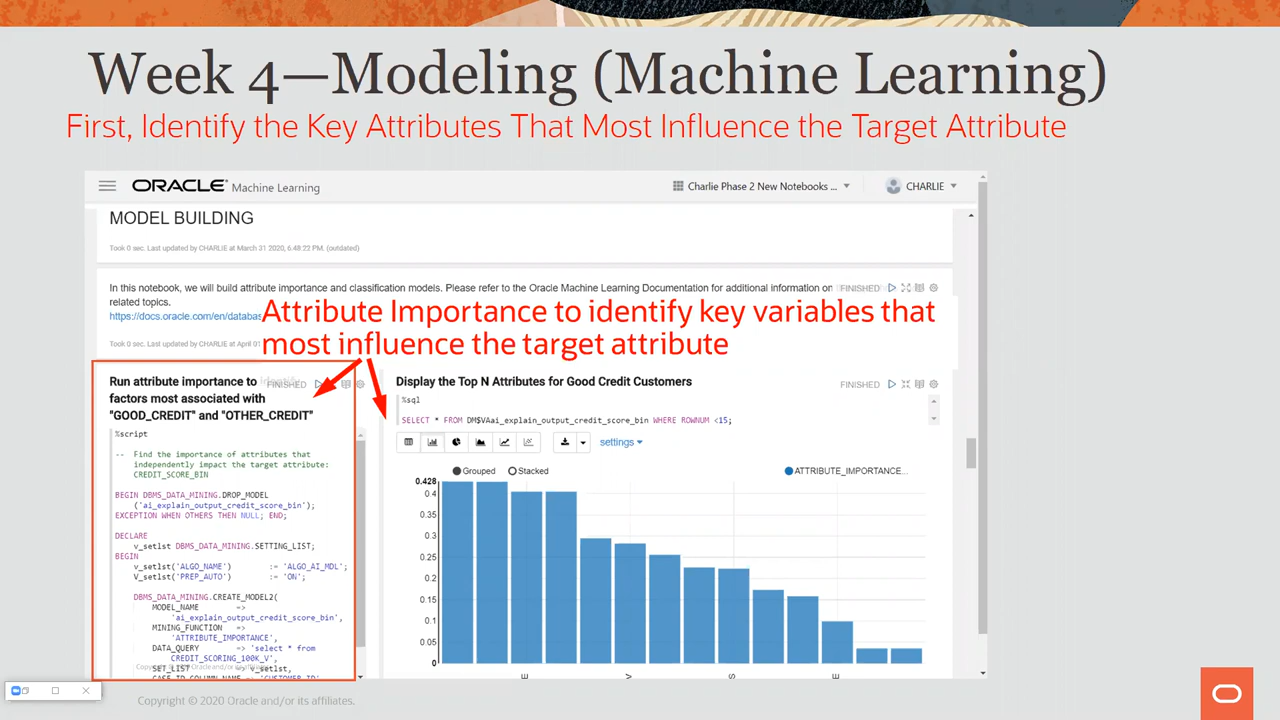 Week 4—Modeling (Machine Learning)
First, Identify the Key Attributes That Most Influence the Target Attribute
ORACLE Machine Learning
Charlie Phase 2 New Notebooks ...
CHARLIE
MODEL BUILDING
Took 0 sec. Last updated by CHARLIE at March 31 2020, 6:48:22 PM. (outdated)
In this notebook, we will build attribute importance and classification models. Please refer to the Oracle Machine Learning Documentation for additional information on
FINISHED
related topics.
https://docs.oracle.com/en/databas
Attribute Importance to identify key variables that
most influence the target attribute
Took 0 sec. Last updated by CHARLIE at April 01
Run attribute importance to
FINISHED
factors most associated with
"GOOD_CREDIT" and "OTHER_CREDIT"
%script
-- Find the importance of attributes that
independently impact the target attribute:
CREDIT_SCORE_BIN
BEGIN DBMS_DATA_MINING.DROP_MODEL
('ai_explain_output_credit_score_bin');
EXCEPTION WHEN OTHERS THEN NULL; END;
DECLARE
v_setlst DBMS_DATA_MINING.SETTING_LIST;
BEGIN
v_setlst('ALGO_NAME') := 'ALGO_AI_MDL';
V_setlst('PREP_AUTO') := 'ON';
DBMS_DATA_MINING.CREATE_MODEL2(
MODEL_NAME =>
'ai_explain_output_credit_score_bin',
MINING_FUNCTION =>
'ATTRIBUTE_IMPORTANCE',
DATA_QUERY => 'select * from
CREDIT_SCORING_100K_V',
SET_LIST => v_setlst,
CASE_ID_COLUMN_NAME => 'CUSTOMER_ID',
Display the Top N Attributes for Good Credit Customers
FINISHED
%sql
SELECT * FROM DM$VAai_explain_output_credit_score_bin WHERE ROWNUM <15;
settings
Grouped Stacked
ATTRIBUTE_IMPORTANCE...
0.428
0.4
0.35
0.3
0.25
0.2
0.15
0.1
0.05
0
E V S E
Copyright © 2020 Oracle and/or its affiliates.